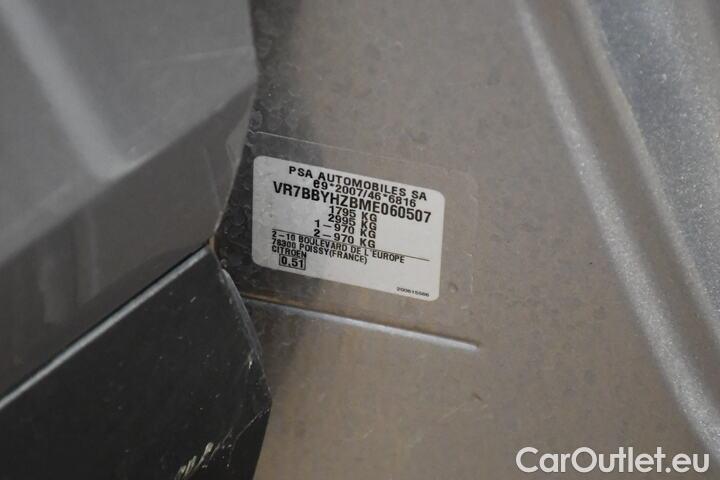 PSA AUTOMOBILES SA
e9*2007/46*6816
VR7BBYHZBME060507
1795 KG
2995 KG
1-970 KG
2-970 KG
2-10 BOULEVARD DE L'EUROPE
78300 POISSY(FRANCE)
CITROEN
0.51
200615586
CarOutlet.eu